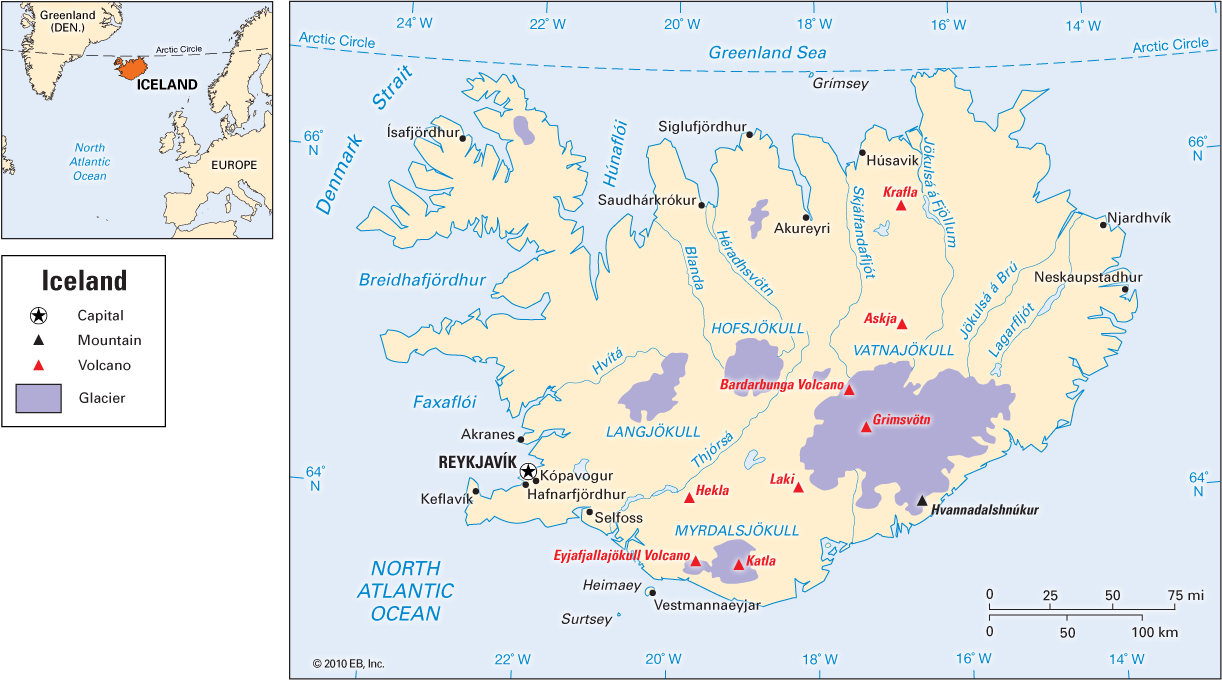 Greenland
(DEN.)
Arctic Circle
ICELAND
North
Atlantic
Ocean
EUROPE
Iceland
Capital
Mountain
Volcano
Glacier
24° W
22° W
20° W
18° W
16° W
14° W
Arctic Circle
Greenland Sea
Arctic Circle
Grímsey
Denmark Strait
Húnaflói
Ísafjördhur
Siglufjördhur
66°
N
66°
N
Húsavík
Krafla
Jökulsá á Fjöllum
Skjálfandafljót
Saudhárkrókur
Akureyri
Njardhvík
Blanda
Héradhsvötn
Breidhafjördhur
Neskaupstadhur
Jökulsá á Brú
Lagarfljót
Askja
HOFSJÖKULL
VATNAJÖKULL
Hvítá
Bardarbunga Volcano
Faxaflói
Grimsvötn
LANGJÖKULL
Akranes
Thjórsá
REYKJAVÍK
Kópavogur
64°
N
64°
N
Keflavík
Hafnarfjördhur
Hekla
Laki
Selfoss
Hvannadalshnúkur
MYRDALSJÖKULL
Eyjafjallajökull Volcano
Katla
NORTH
ATLANTIC
OCEAN
Heimaey
Vestmannaeyjar
Surtsey
0 25 50 75 mi
0 50 100 km
22° W
20° W
18° W
16° W
14° W
© 2010 EB, Inc.